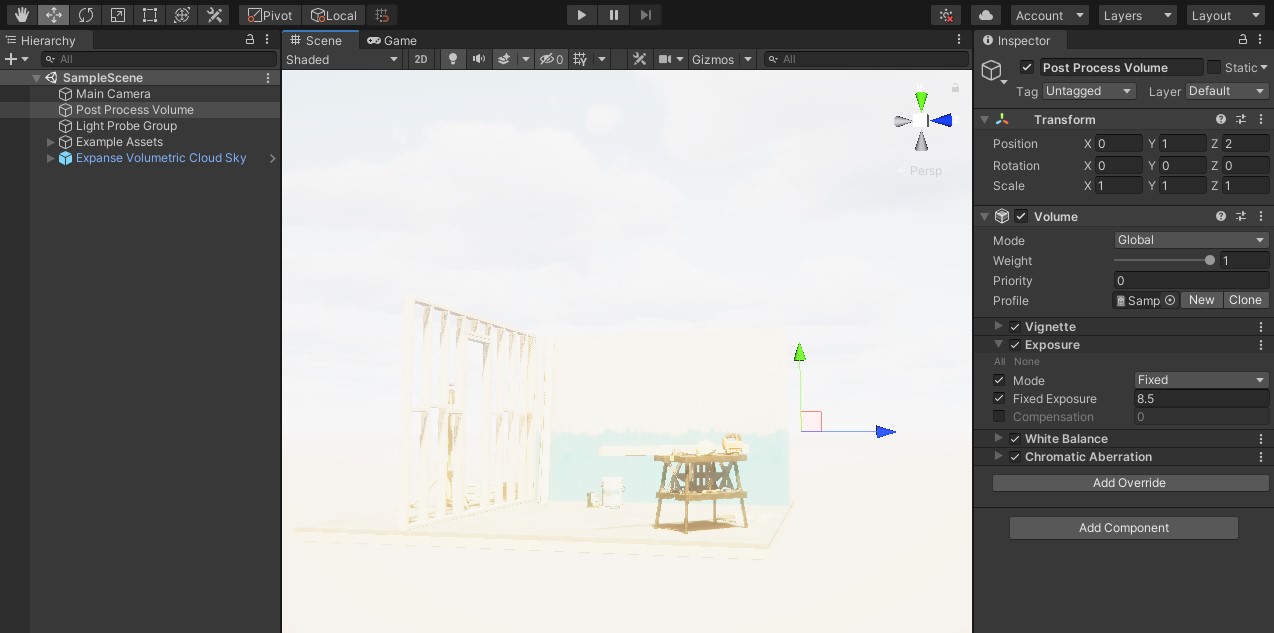 Pivot Local Account Layers Layout
Hierarchy
All
SampleScene
Main Camera
Post Process Volume
Light Probe Group
Example Assets
Expanse Volumetric Cloud Sky
Scene Game
Shaded 2D 0 Gizmos All
Persp
Inspector
Post Process Volume Static
Tag Untagged Layer Default
Transform
Position X 0 Y 1 Z 2
Rotation X 0 Y 0 Z 0
Scale X 1 Y 1 Z 1
Volume
Mode Global
Weight 1
Priority 0
Profile Samp New Clone
Vignette
Exposure
All None
Mode Fixed
Fixed Exposure 8.5
Compensation 0
White Balance
Chromatic Aberration
Add Override
Add Component